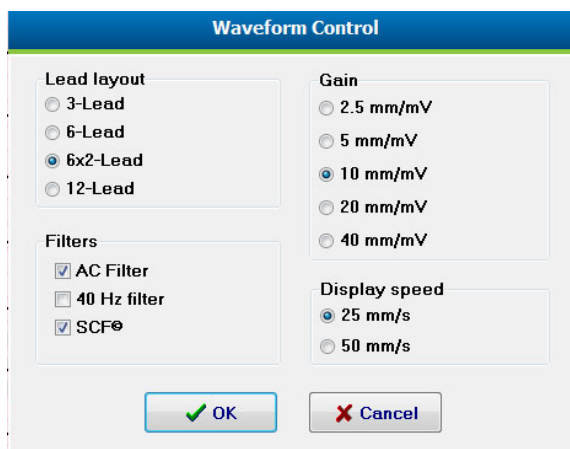 Waveform Control
Lead layout
3-Lead
6-Lead
6x2-Lead
12-Lead
Filters
AC Filter
40 Hz filter
SCF©
Gain
2.5 mm/mV
5 mm/mV
10 mm/mV
20 mm/mV
40 mm/mV
Display speed
25 mm/s
50 mm/s
OK
Cancel